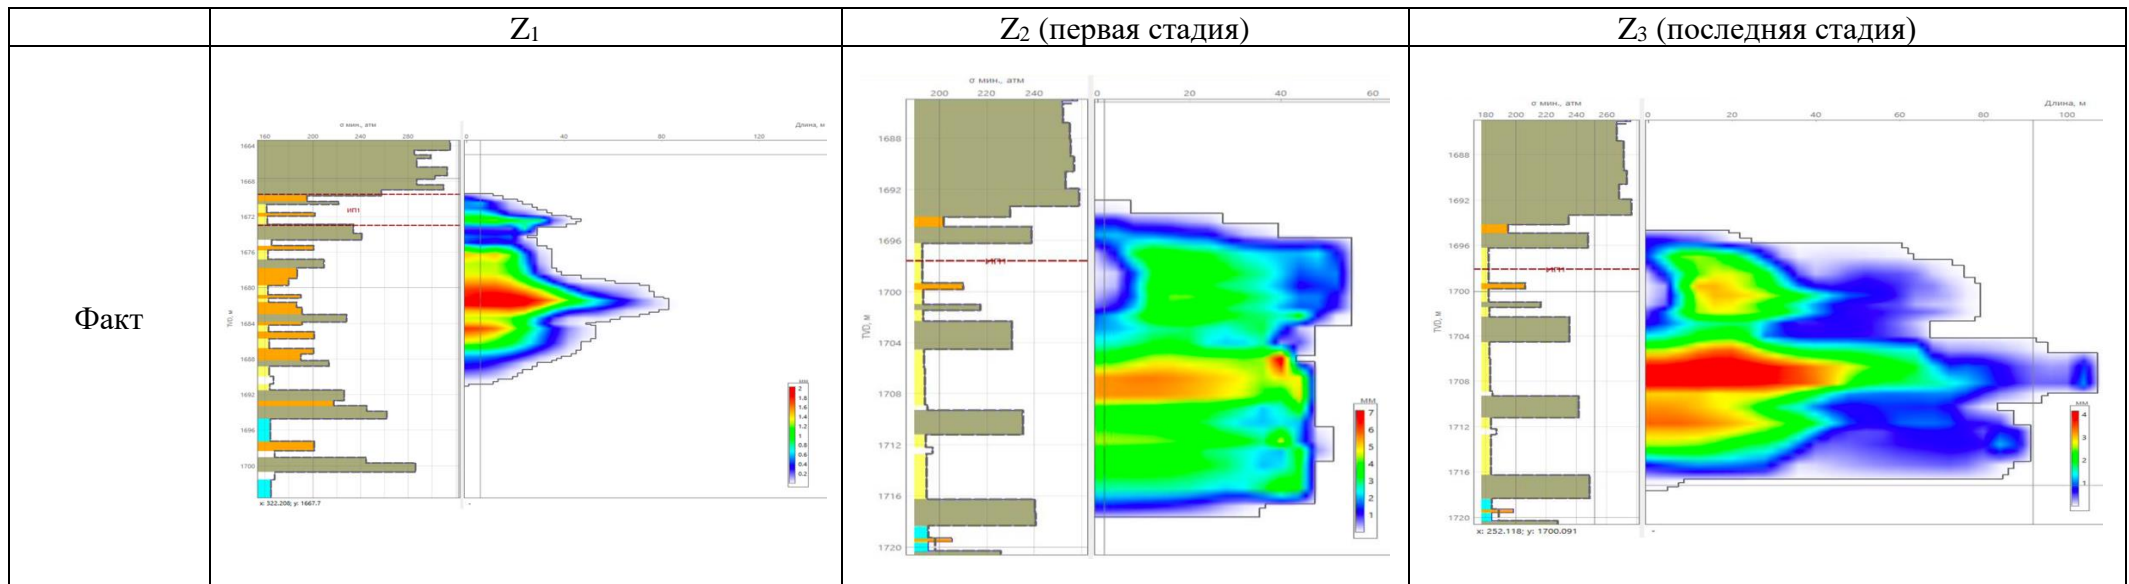 Z₁ Z₂ (первая стадия) Z₃ (последняя стадия)
Факт
σ мин., атм
Длина, м
160 200 240 280
0 40 80 120
1664
1668
1672
1676
1680
1684
1688
1692
1696
1700
TVD, м
ИП1
мм
2
1.8
1.6
1.4
1.2
1
0.8
0.6
0.4
0.2
x: 322.208; y: 1667.7
σ мин., атм
200 220 240
0 20 40 60
1688
1692
1696
1700
1704
1708
1712
1716
1720
TVD, м
ИП1
мм
7
6
5
4
3
2
1
σ мин., атм
Длина, м
180 200 220 240 260
0 20 40 60 80 100
1688
1692
1696
1700
1704
1708
1712
1716
1720
TVD, м
ИП1
мм
4
3
2
1
x: 252.118; y: 1700.091